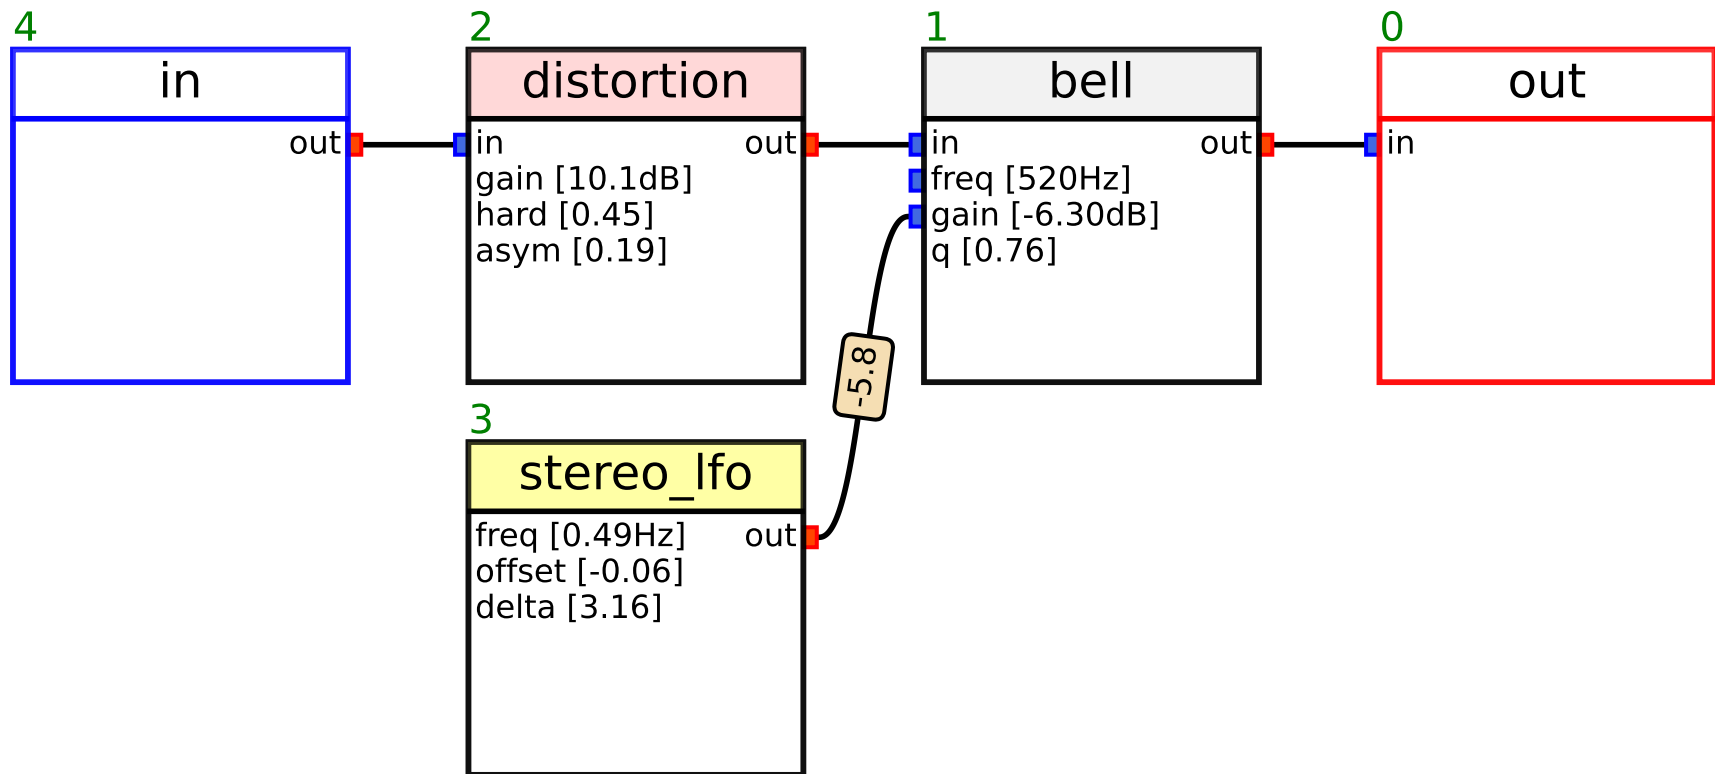 4
in
out
2
distortion
in
out
gain [10.1dB]
hard [0.45]
asym [0.19]
1
bell
in
out
freq [520Hz]
gain [-6.30dB]
q [0.76]
0
out
in
-5.8
3
stereo_lfo
freq [0.49Hz]
out
offset [-0.06]
delta [3.16]